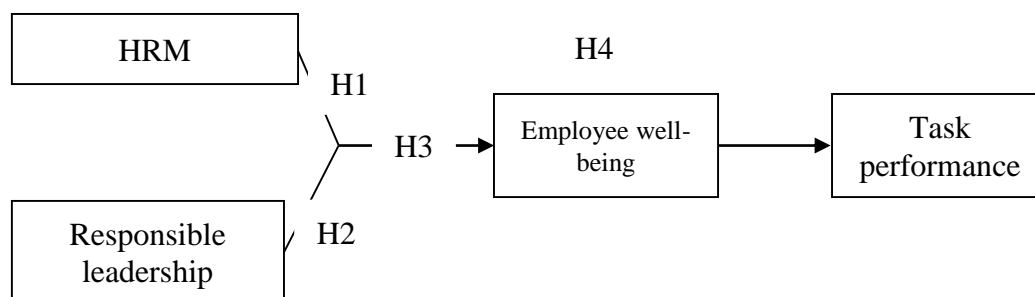 HRM
H4
H1
Employee well-
being
Task
performance
H3
Responsible
leadership
H2